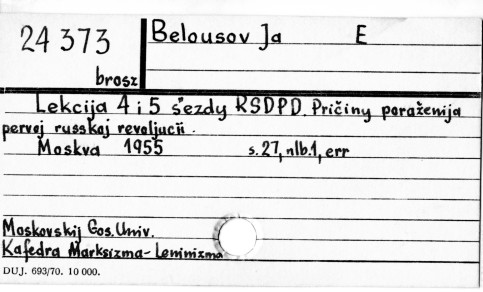 24 373
brosz
Belousov Ja E
Lekcija 4 i 5 s"ezdy RSDPD. Pričiny poraženija
pervoj russkoj revoljucii.
Moskva 1955 s. 27, nlb. 1, err
Moskovskij Gos. Univ.
Kafedra Marksizma-Leninizma
DUJ. 693/70. 10 000.